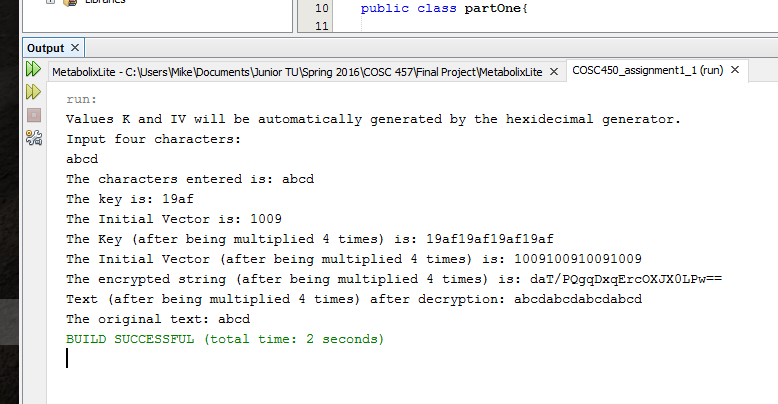 Libraries
10 public class partOne{
11
Output ×
MetabolixLite - C:\Users\Mike\Documents\Junior TU\Spring 2016\COSC 457\Final Project\MetabolixLite × COSC450_assignment1_1 (run) ×
run:
Values K and IV will be automatically generated by the hexidecimal generator.
Input four characters:
abcd
The characters entered is: abcd
The key is: 19af
The Initial Vector is: 1009
The Key (after being multiplied 4 times) is: 19af19af19af19af
The Initial Vector (after being multiplied 4 times) is: 1009100910091009
The encrypted string (after being multiplied 4 times) is: daT/PQgqDxqErcOXJX0LPw==
Text (after being multiplied 4 times) after decryption: abcdabcdabcdabcd
The original text: abcd
BUILD SUCCESSFUL (total time: 2 seconds)